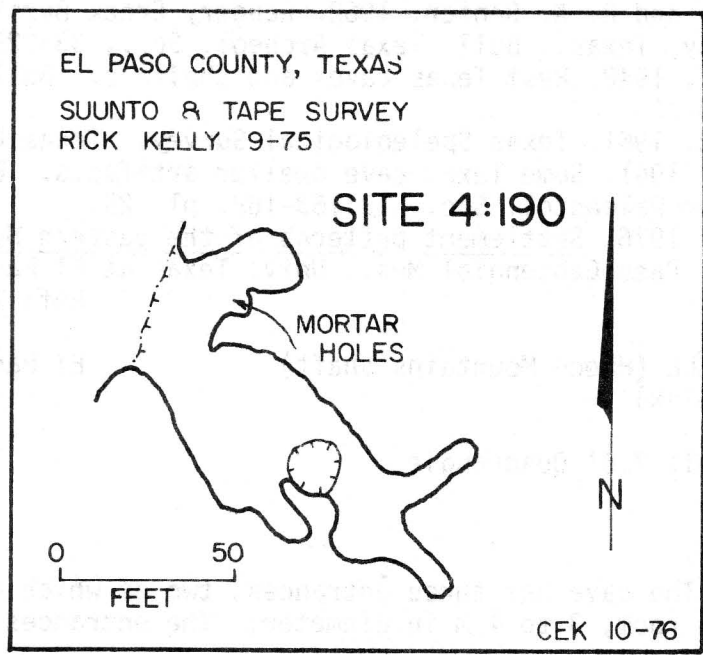 EL PASO COUNTY, TEXAS
SUUNTO & TAPE SURVEY
RICK KELLY 9-75
SITE 4:190
MORTAR
HOLES
N
0 50
FEET
CEK 10-76